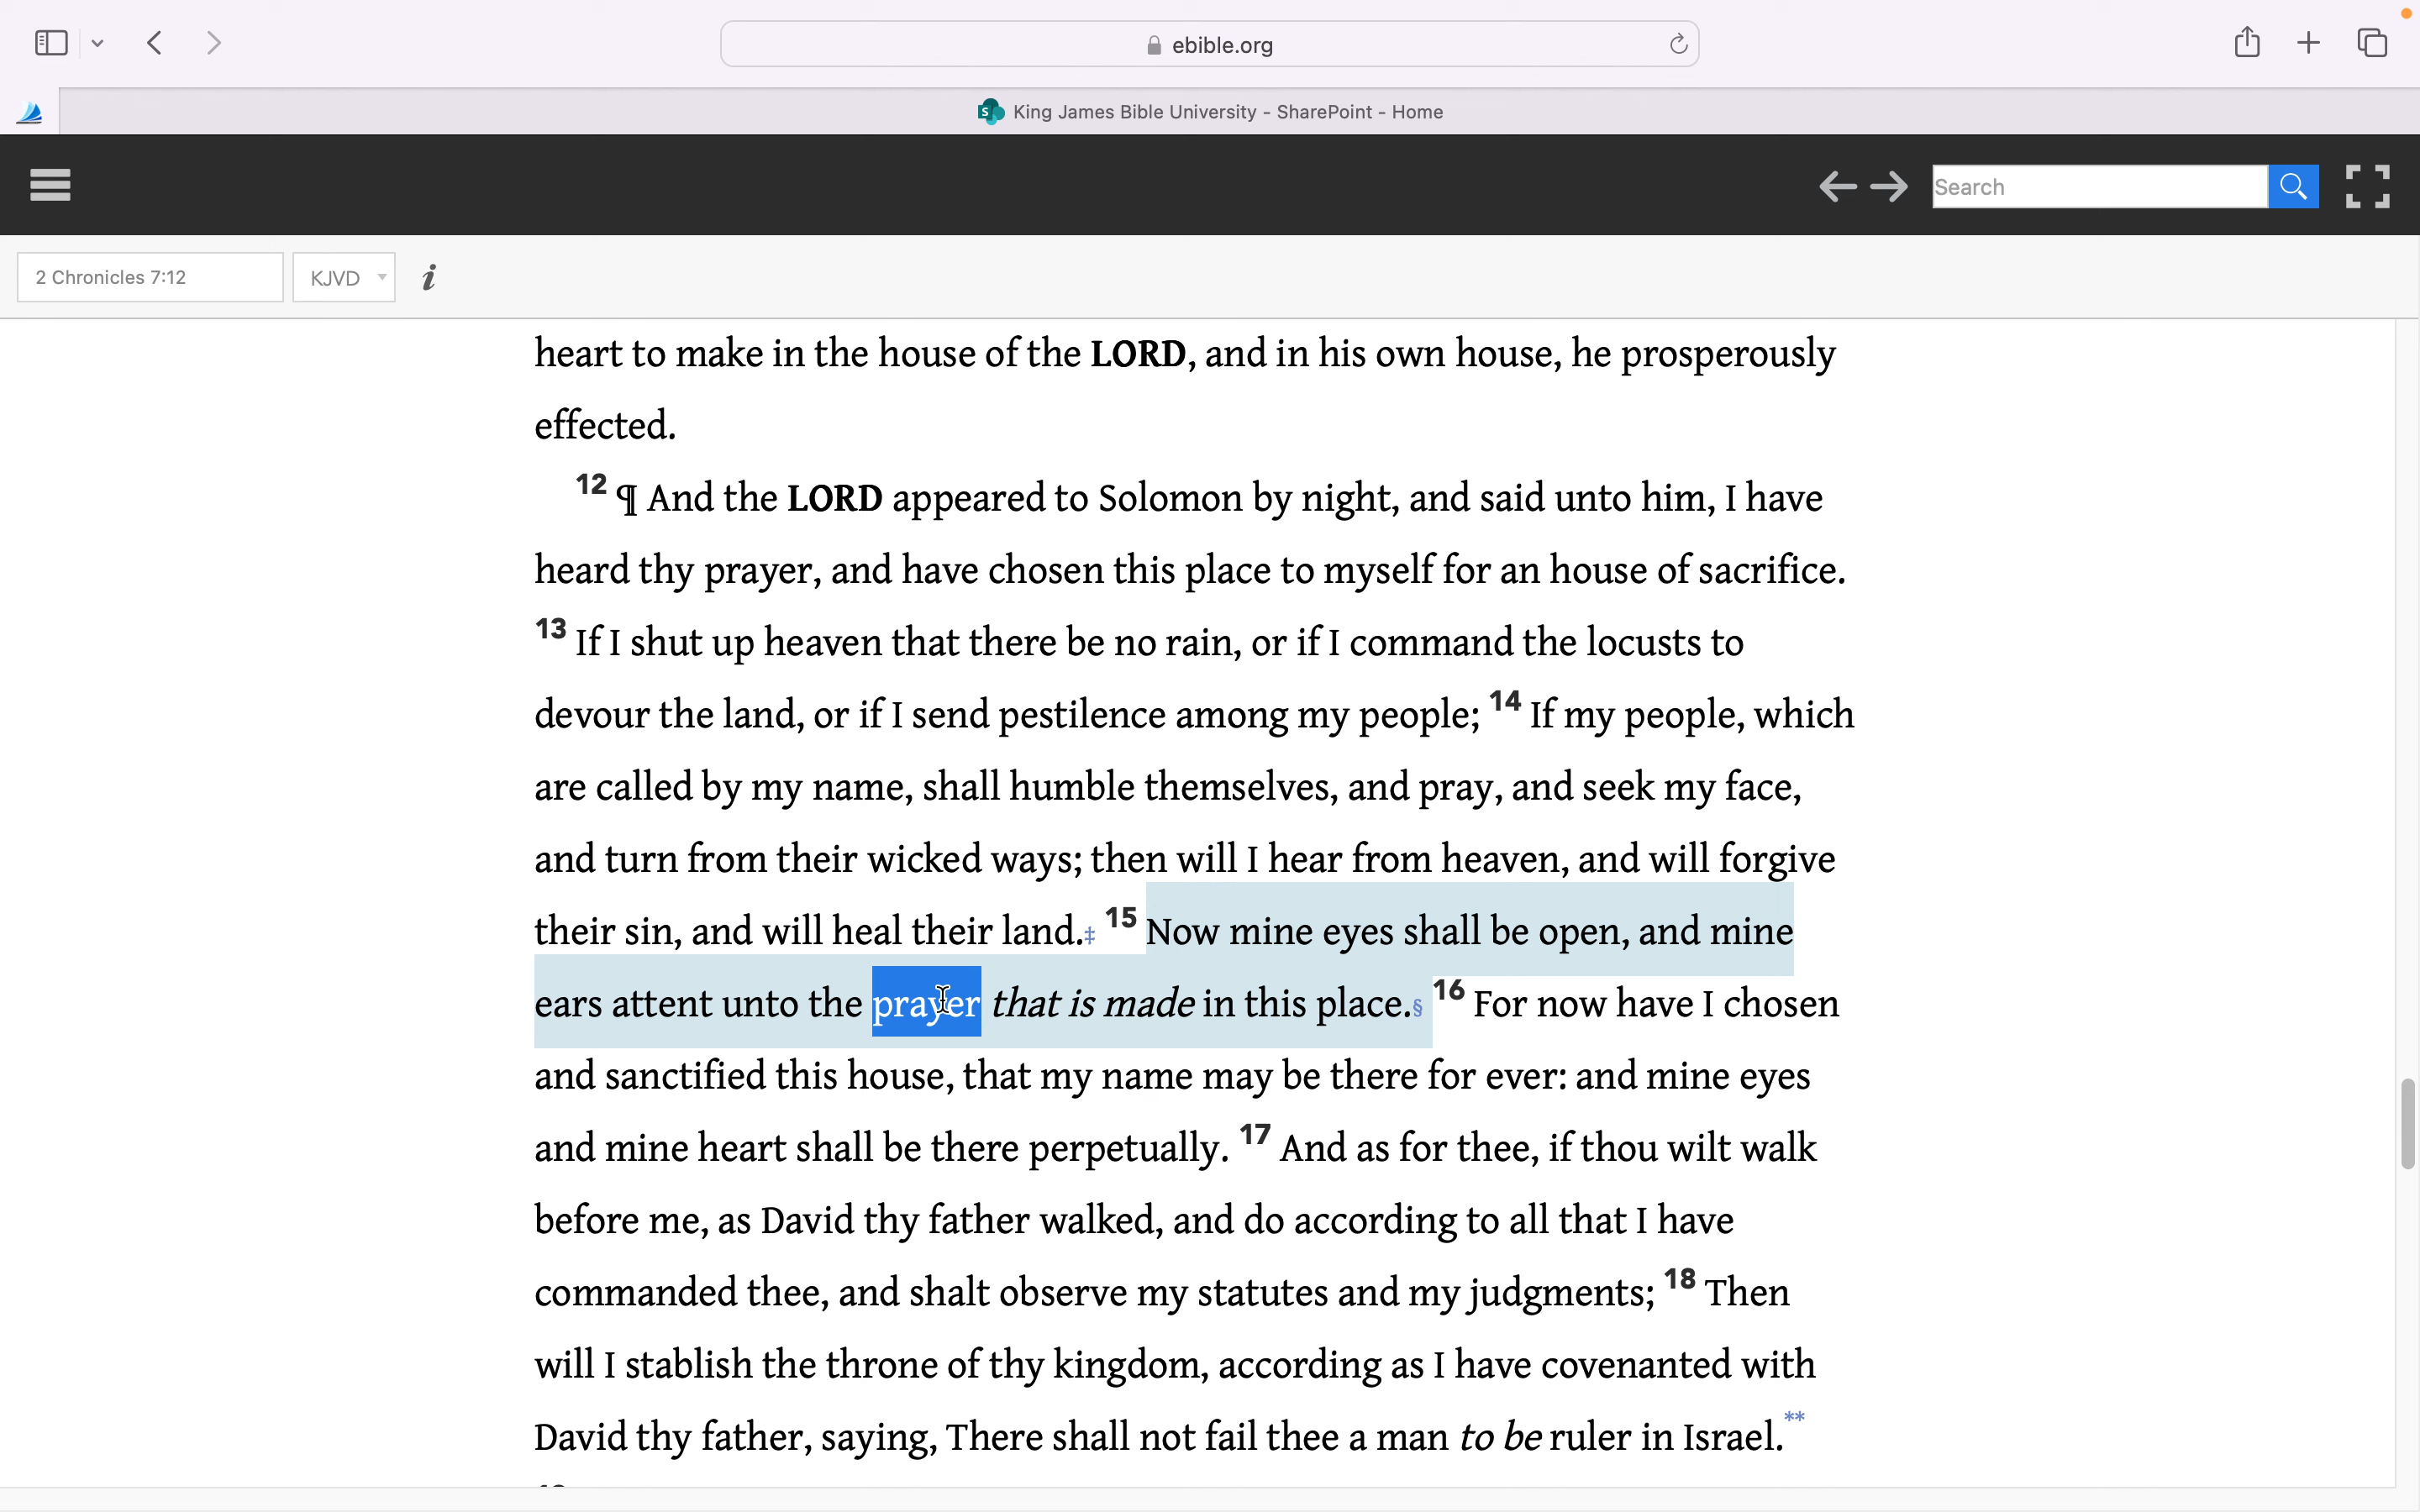 ebible.org
King James Bible University - SharePoint - Home
Search
2 Chronicles 7:12 KJVD i
heart to make in the house of the LORD, and in his own house, he prosperously
effected.
12 ¶ And the LORD appeared to Solomon by night, and said unto him, I have
heard thy prayer, and have chosen this place to myself for an house of sacrifice.
13 If I shut up heaven that there be no rain, or if I command the locusts to
devour the land, or if I send pestilence among my people; 14 If my people, which
are called by my name, shall humble themselves, and pray, and seek my face,
and turn from their wicked ways; then will I hear from heaven, and will forgive
their sin, and will heal their land.‡ 15 Now mine eyes shall be open, and mine
ears attent unto the prayer that is made in this place.§ 16 For now have I chosen
and sanctified this house, that my name may be there for ever: and mine eyes
and mine heart shall be there perpetually. 17 And as for thee, if thou wilt walk
before me, as David thy father walked, and do according to all that I have
commanded thee, and shalt observe my statutes and my judgments; 18 Then
will I stablish the throne of thy kingdom, according as I have covenanted with
David thy father, saying, There shall not fail thee a man to be ruler in Israel.**